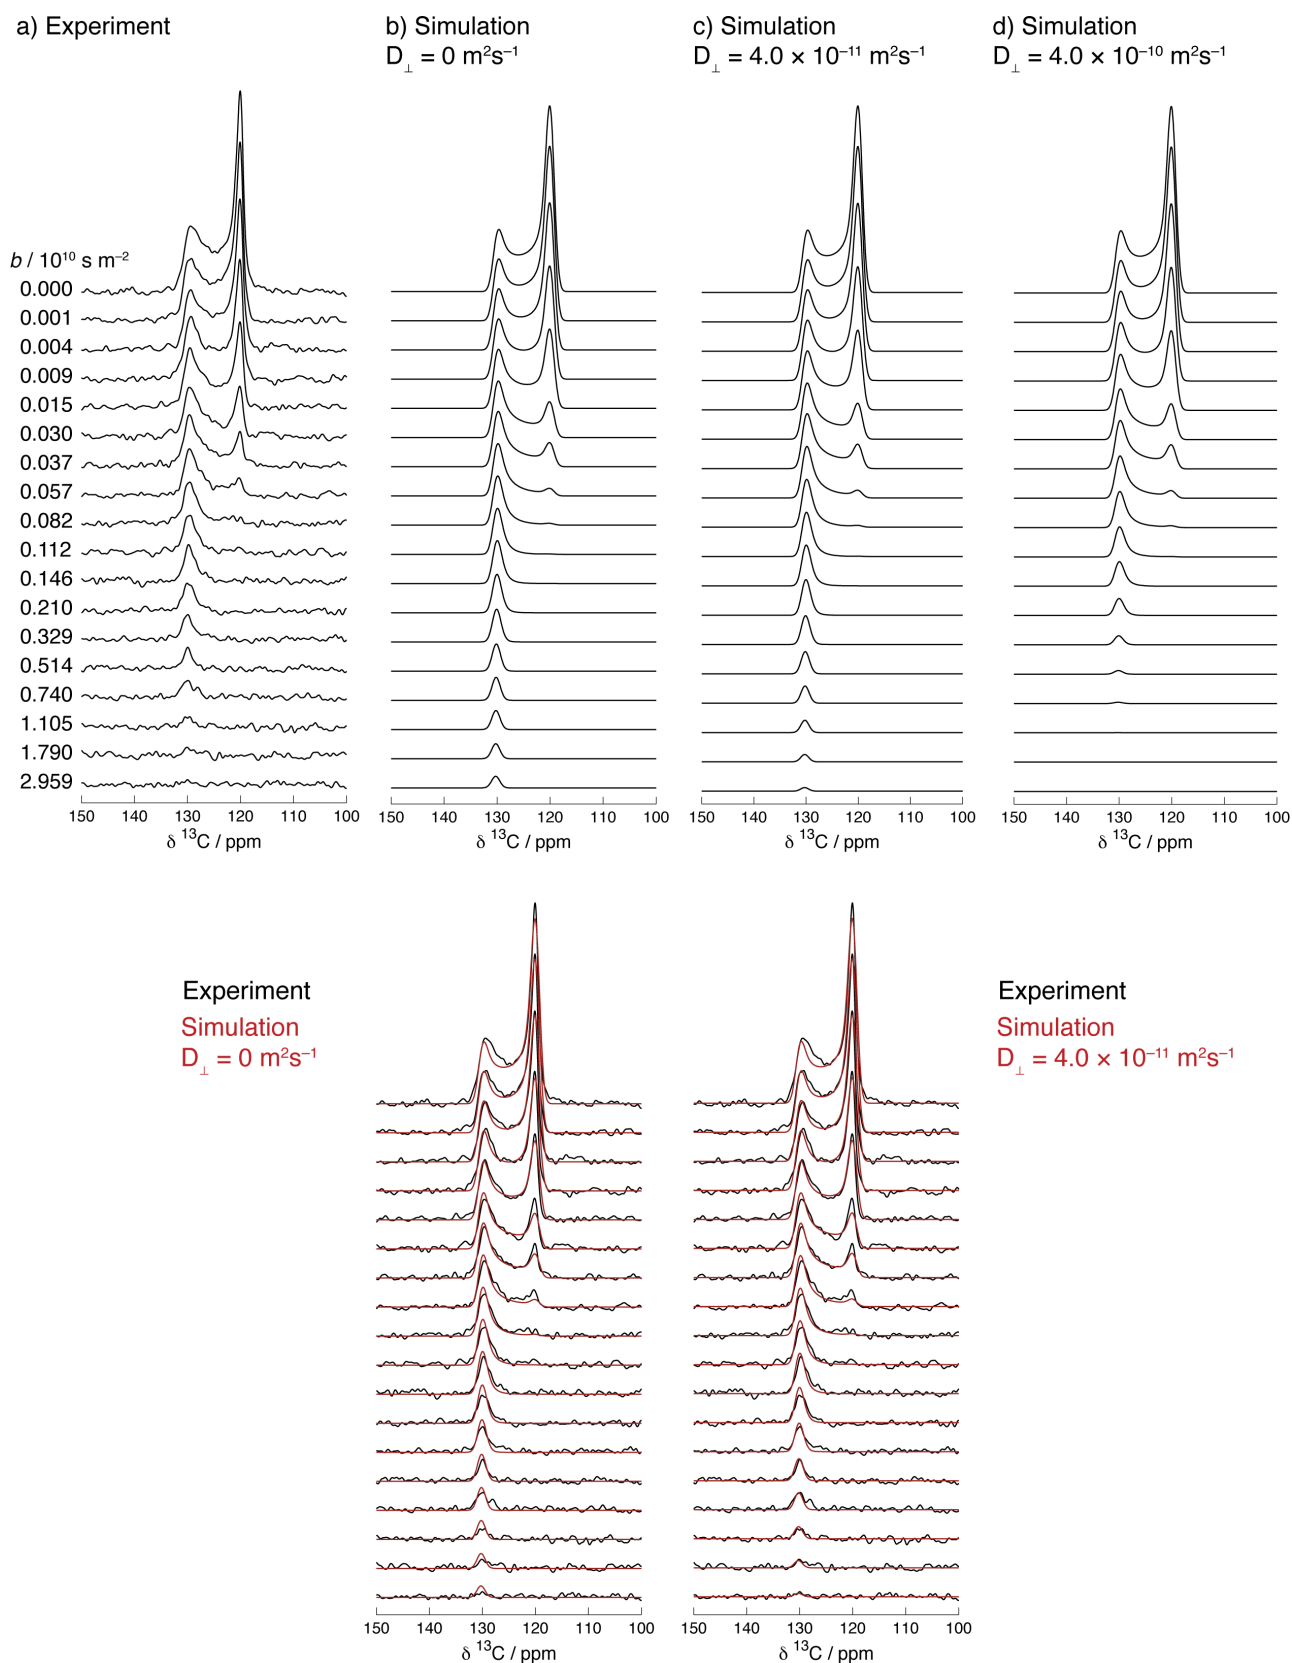 a) Experiment
b) Simulation
D⊥ = 0 m²s⁻¹
c) Simulation
D⊥ = 4.0 × 10⁻¹¹ m²s⁻¹
d) Simulation
D⊥ = 4.0 × 10⁻¹⁰ m²s⁻¹
b / 10¹⁰ s m⁻²
0.000
0.001
0.004
0.009
0.015
0.030
0.037
0.057
0.082
0.112
0.146
0.210
0.329
0.514
0.740
1.105
1.790
2.959
150 140 130 120 110 100
δ ¹³C / ppm
150 140 130 120 110 100
δ ¹³C / ppm
150 140 130 120 110 100
δ ¹³C / ppm
150 140 130 120 110 100
δ ¹³C / ppm
Experiment
Simulation
D⊥ = 0 m²s⁻¹
Experiment
Simulation
D⊥ = 4.0 × 10⁻¹¹ m²s⁻¹
150 140 130 120 110 100
δ ¹³C / ppm
150 140 130 120 110 100
δ ¹³C / ppm